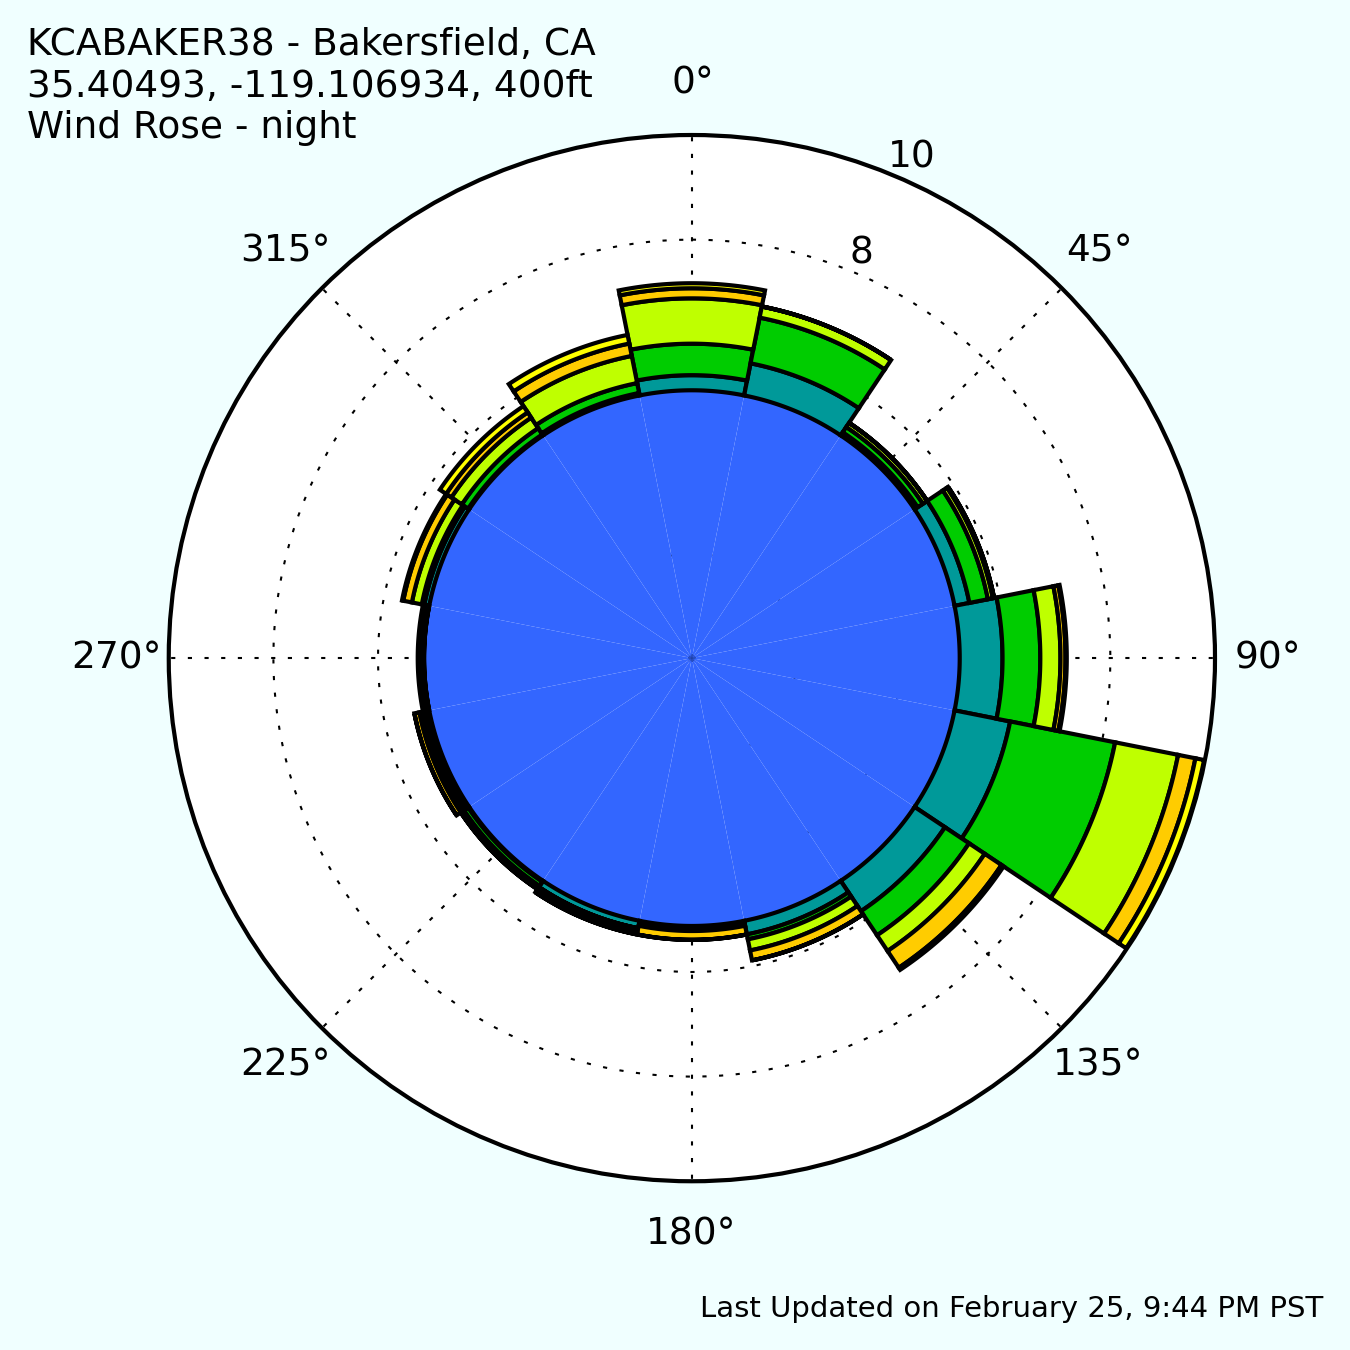 KCABAKER38 - Bakersfield, CA
35.40493, -119.106934, 400ft
Wind Rose - night
0°
10
8
315°
45°
270°
90°
225°
135°
180°
Last Updated on February 25, 9:44 PM PST